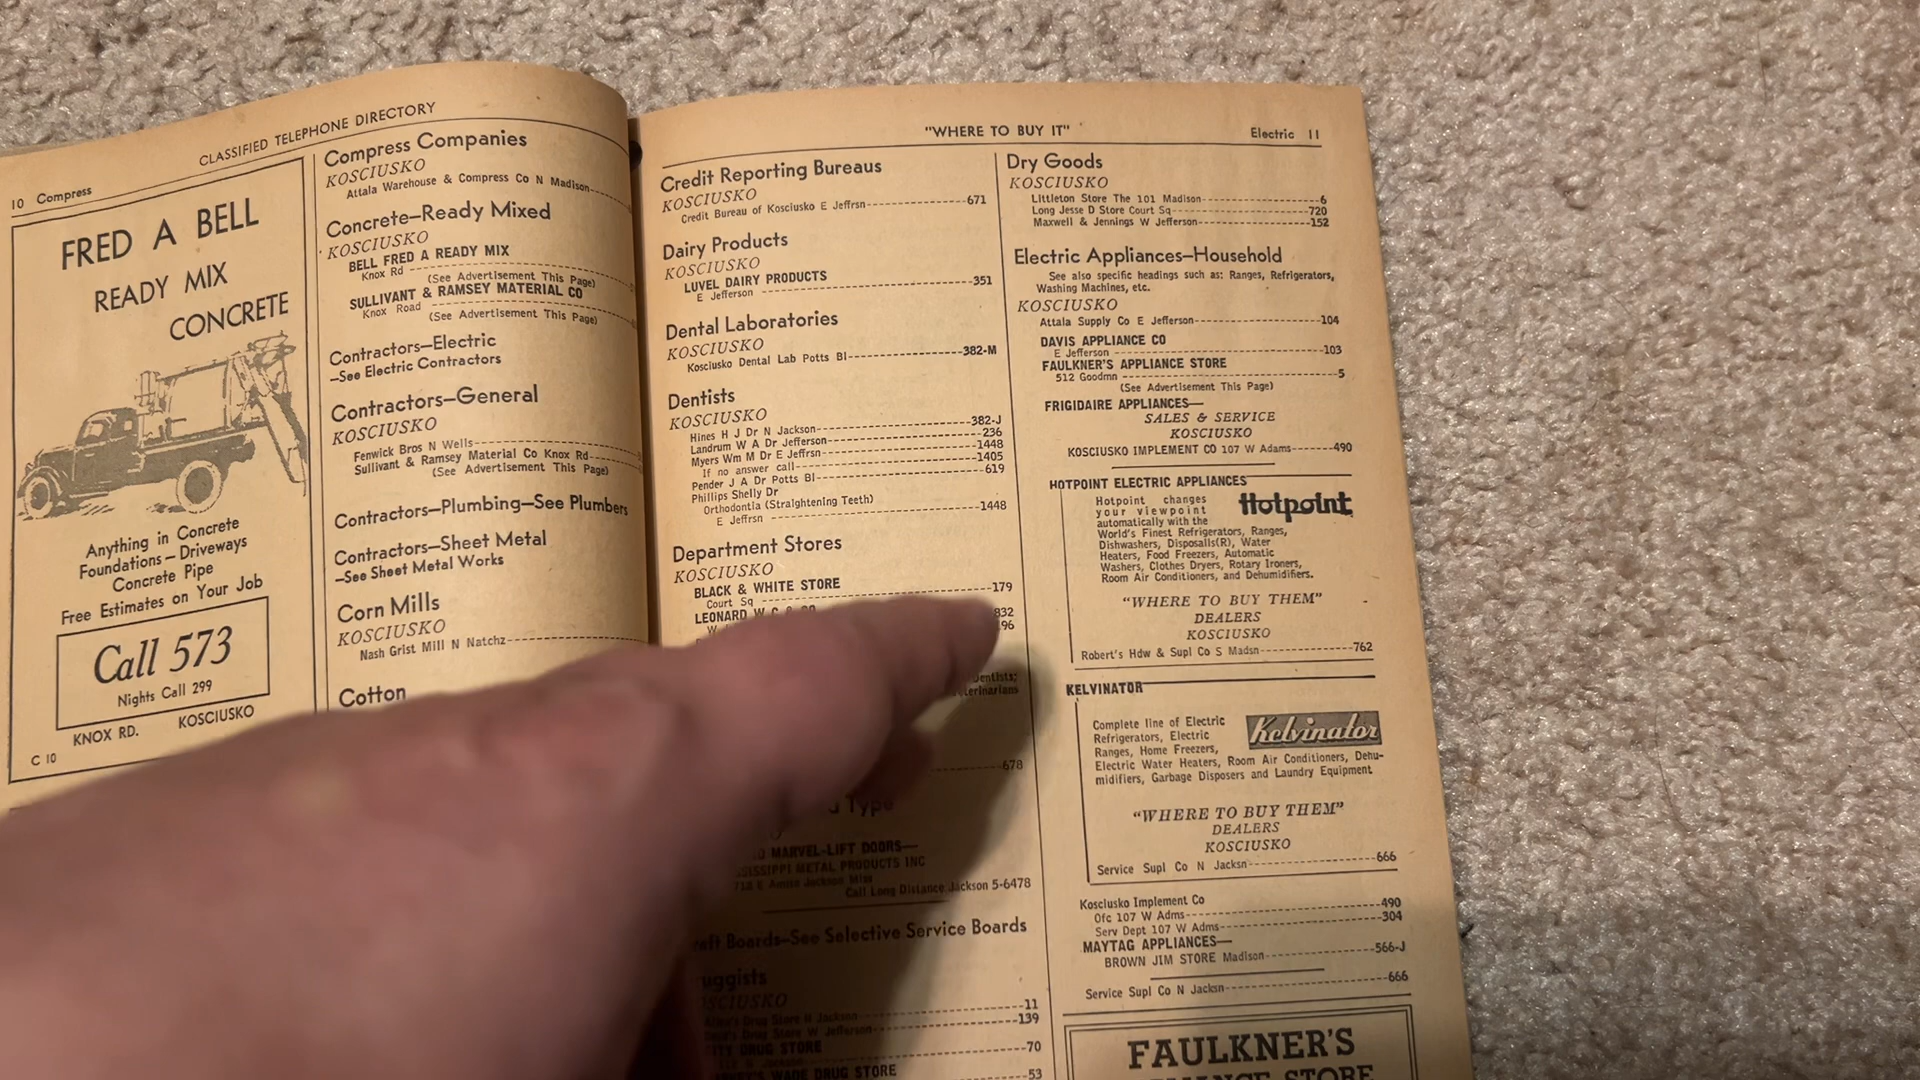 10 Compress
CLASSIFIED TELEPHONE DIRECTORY
FRED A BELL
READY MIX
CONCRETE
Anything in Concrete
Foundations — Driveways
Concrete Pipe
Free Estimates on Your Job
Call 573
Nights Call 299
KNOX RD. KOSCIUSKO
C 10
Compress Companies
KOSCIUSKO
Attala Warehouse & Compress Co N Madison
Concrete—Ready Mixed
KOSCIUSKO
BELL FRED A READY MIX
Knox Rd
(See Advertisement This Page)
SULLIVANT & RAMSEY MATERIAL CO
Knox Road
(See Advertisement This Page)
Contractors—Electric
—See Electric Contractors
Contractors—General
KOSCIUSKO
Fenwick Bros N Wells
Sullivant & Ramsey Material Co Knox Rd
(See Advertisement This Page)
Contractors—Plumbing—See Plumbers
Contractors—Sheet Metal
—See Sheet Metal Works
Corn Mills
KOSCIUSKO
Nash Grist Mill N Natchz
Cotton
"WHERE TO BUY IT"
Electric 11
Credit Reporting Bureaus
KOSCIUSKO
Credit Bureau of Kosciusko E Jeffrsn 671
Dairy Products
KOSCIUSKO
LUVEL DAIRY PRODUCTS
E Jefferson 351
Dental Laboratories
KOSCIUSKO
Kosciusko Dental Lab Potts Bl 382-M
Dentists
KOSCIUSKO
Hines H J Dr N Jackson 382-J
Landrum W A Dr Jefferson 236
Myers Wm M Dr E Jeffrsn 1448
If no answer call 1405
Pender J A Dr Potts Bl 619
Phillips Shelly Dr
Orthodontia (Straightening Teeth)
E Jeffrsn 1448
Department Stores
KOSCIUSKO
BLACK & WHITE STORE
Court Sq 179
LEONARD W C & CO
832
96
Dentists;
678
Type
MARVEL-LIFT DOORS—
METAL PRODUCTS INC
Call Long Distance Jackson 5-6478
Boards—See Selective Service Boards
11
Drug Store W Jefferson 139
DRUG STORE
70
WADE DRUG STORE
53
Dry Goods
KOSCIUSKO
Littleton Store The 101 Madison 6
Long Jesse D Store Court Sq 720
Maxwell & Jennings W Jefferson 152
Electric Appliances—Household
See also specific headings such as: Ranges, Refrigerators,
Washing Machines, etc.
KOSCIUSKO
Attala Supply Co E Jefferson 104
DAVIS APPLIANCE CO
E Jefferson 103
FAULKNER'S APPLIANCE STORE
512 Goodmn 5
(See Advertisement This Page)
FRIGIDAIRE APPLIANCES—
SALES & SERVICE
KOSCIUSKO
KOSCIUSKO IMPLEMENT CO 107 W Adams 490
HOTPOINT ELECTRIC APPLIANCES
Hotpoint changes
your viewpoint
automatically with the
Hotpoint
World's Finest Refrigerators, Ranges,
Dishwashers, Disposalls(R), Water
Heaters, Food Freezers, Automatic
Washers, Clothes Dryers, Rotary Ironers,
Room Air Conditioners, and Dehumidifiers.
"WHERE TO BUY THEM"
DEALERS
KOSCIUSKO
Robert's Hdw & Supl Co S Madsn 762
KELVINATOR
Complete line of Electric
Refrigerators, Electric
Ranges, Home Freezers,
Kelvinator
Electric Water Heaters, Room Air Conditioners, Dehu-
midifiers, Garbage Disposers and Laundry Equipment
"WHERE TO BUY THEM"
DEALERS
KOSCIUSKO
Service Supl Co N Jacksn 666
Kosciusko Implement Co
Ofc 107 W Adms 490
Serv Dept 107 W Adms 304
MAYTAG APPLIANCES—
BROWN JIM STORE Madison 566-J
Service Supl Co N Jacksn 666
FAULKNER'S